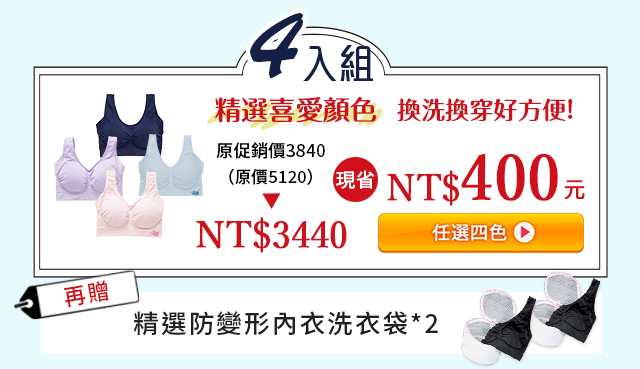 4入組
精選喜愛顏色 換洗換穿好方便!
原促銷價3840
（原價5120）
▼
NT$3440
現省
NT$400元
任選四色
再贈
精選防變形內衣洗衣袋*2